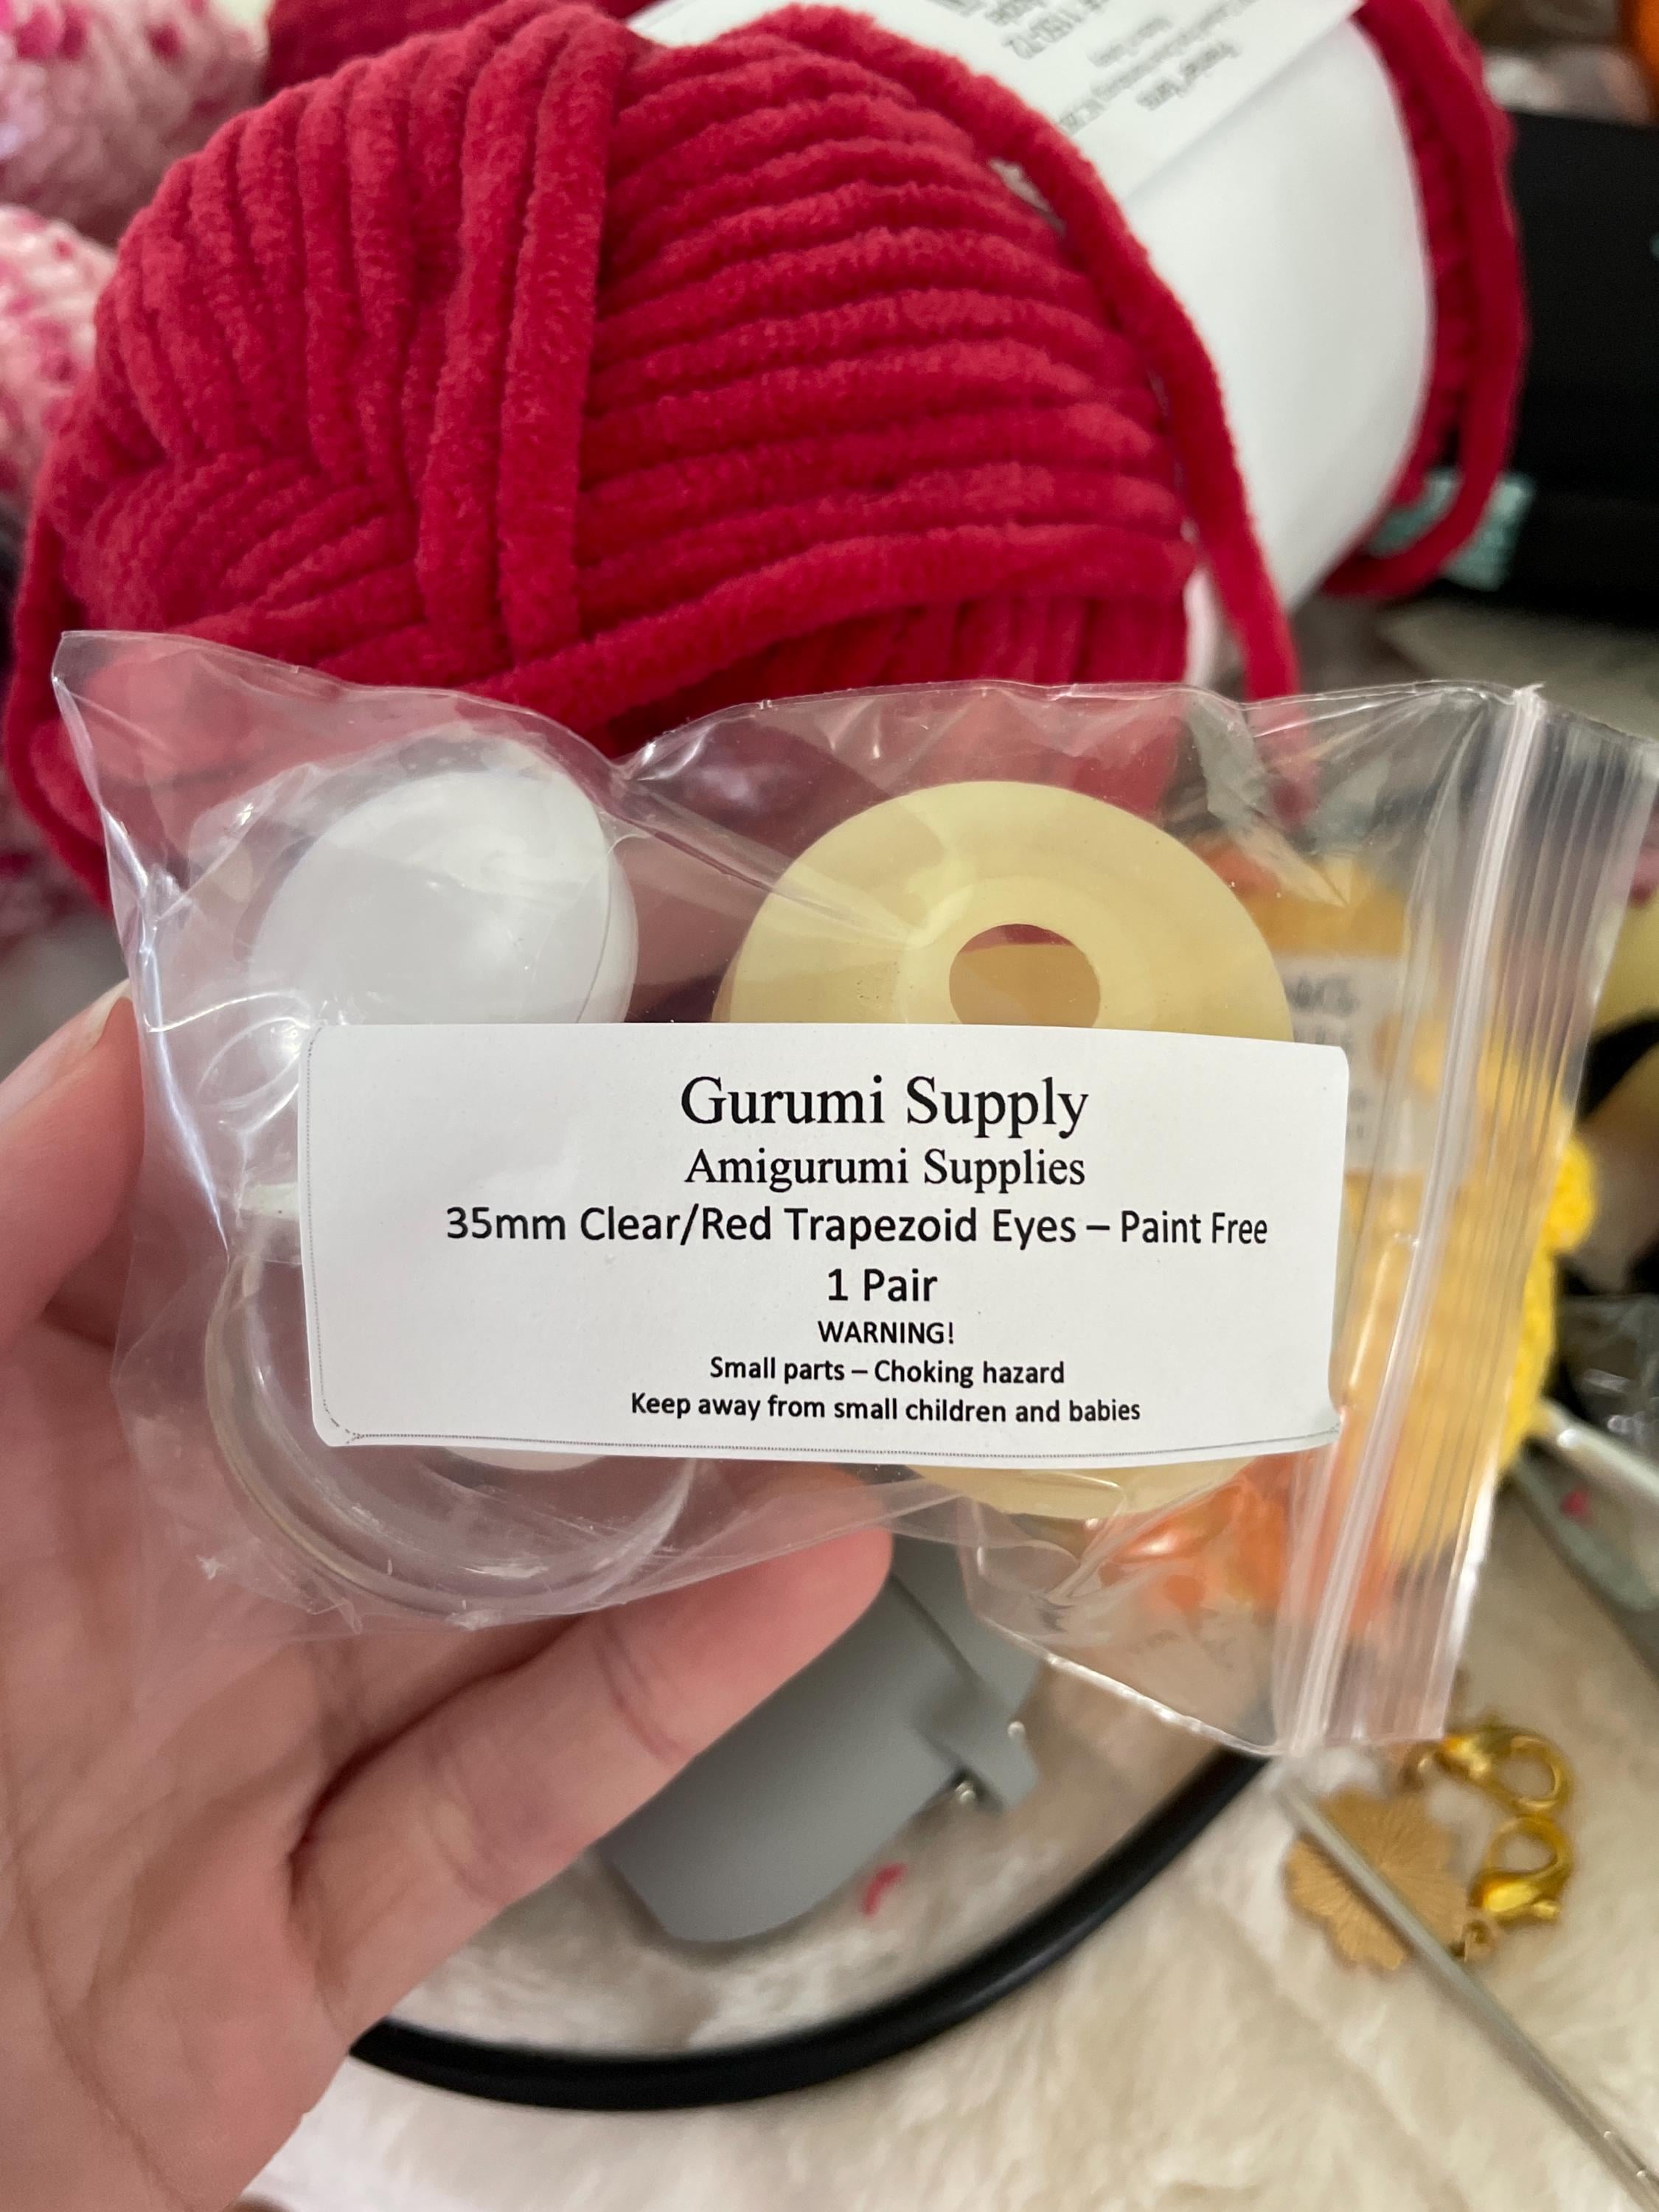 Gurumi Supply
Amigurumi Supplies
35mm Clear/Red Trapezoid Eyes – Paint Free
1 Pair
WARNING!
Small parts – Choking hazard
Keep away from small children and babies